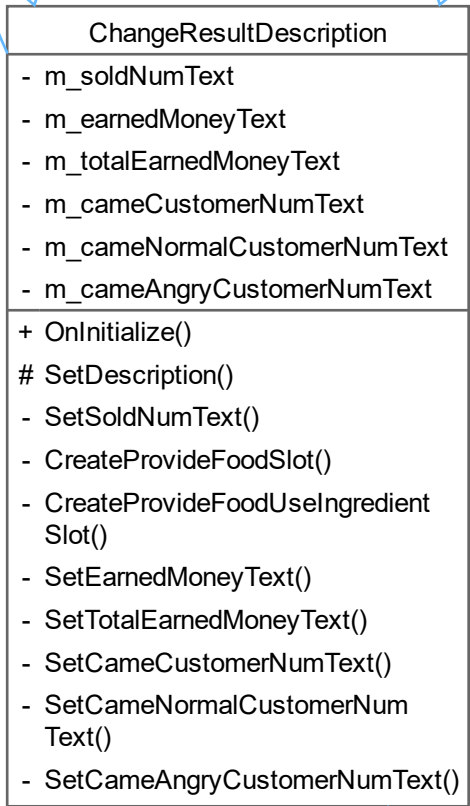 ChangeResultDescription
- m_soldNumText
- m_earnedMoneyText
- m_totalEarnedMoneyText
- m_cameCustomerNumText
- m_cameNormalCustomerNumText
- m_cameAngryCustomerNumText
+ OnInitialize()
# SetDescription()
- SetSoldNumText()
- CreateProvideFoodSlot()
- CreateProvideFoodUseIngredient
Slot()
- SetEarnedMoneyText()
- SetTotalEarnedMoneyText()
- SetCameCustomerNumText()
- SetCameNormalCustomerNum
Text()
- SetCameAngryCustomerNumText()